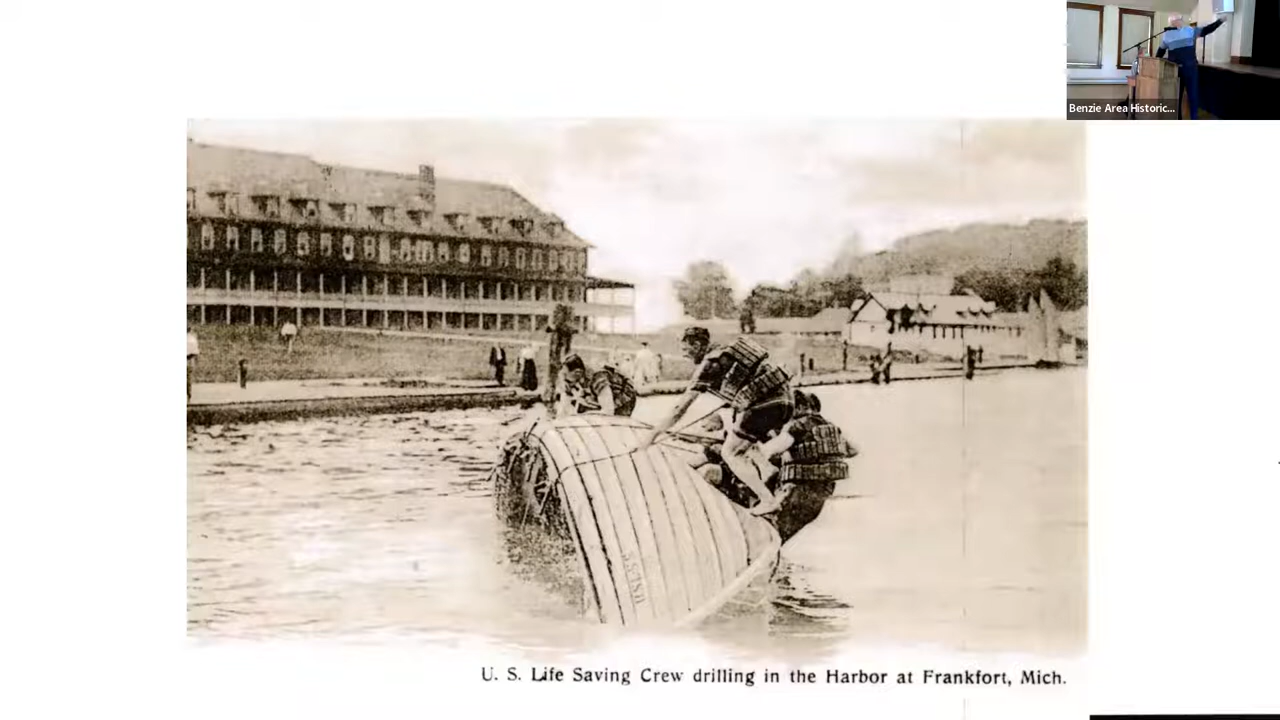 Benzie Area Historic...
U. S. Life Saving Crew drilling in the Harbor at Frankfort, Mich.